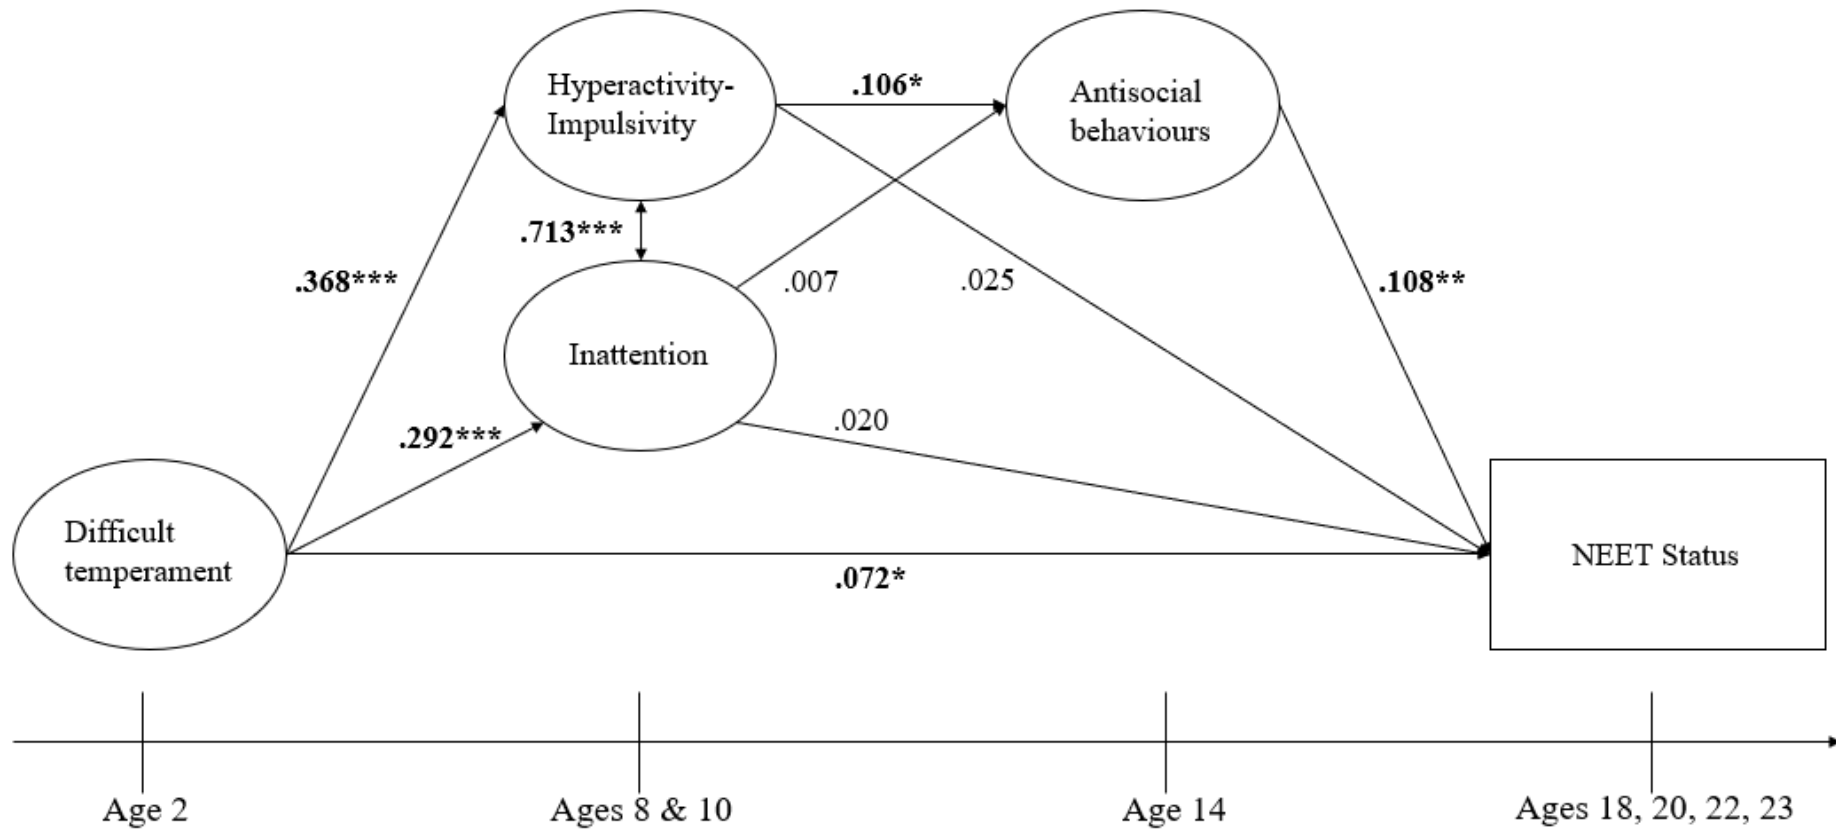 Hyperactivity-
Impulsivity
.106*
Antisocial
behaviours
.713***
.368***
.007
.025
.108**
Inattention
.292***
.020
Difficult
temperament
.072*
NEET Status
Age 2
Ages 8 & 10
Age 14
Ages 18, 20, 22, 23